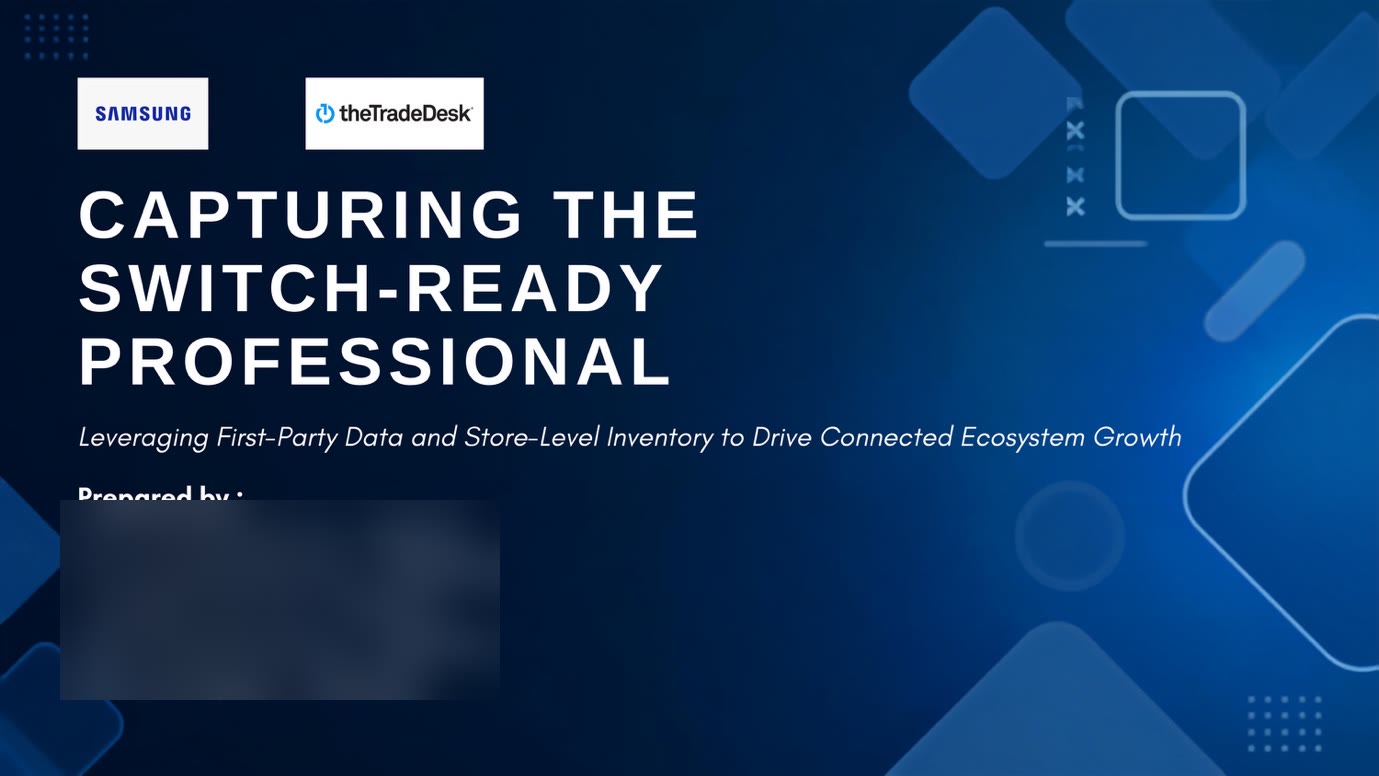 SAMSUNG
theTradeDesk
CAPTURING THE
SWITCH-READY
PROFESSIONAL
Leveraging First-Party Data and Store-Level Inventory to Drive Connected Ecosystem Growth
Prepared by :